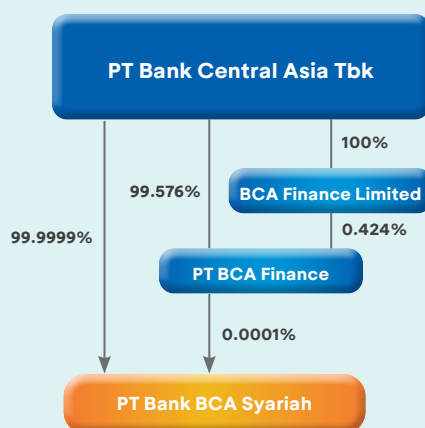 PT Bank Central Asia Tbk
100%
99.576%
BCA Finance Limited
99.9999%
0.424%
PT BCA Finance
0.0001%
PT Bank BCA Syariah